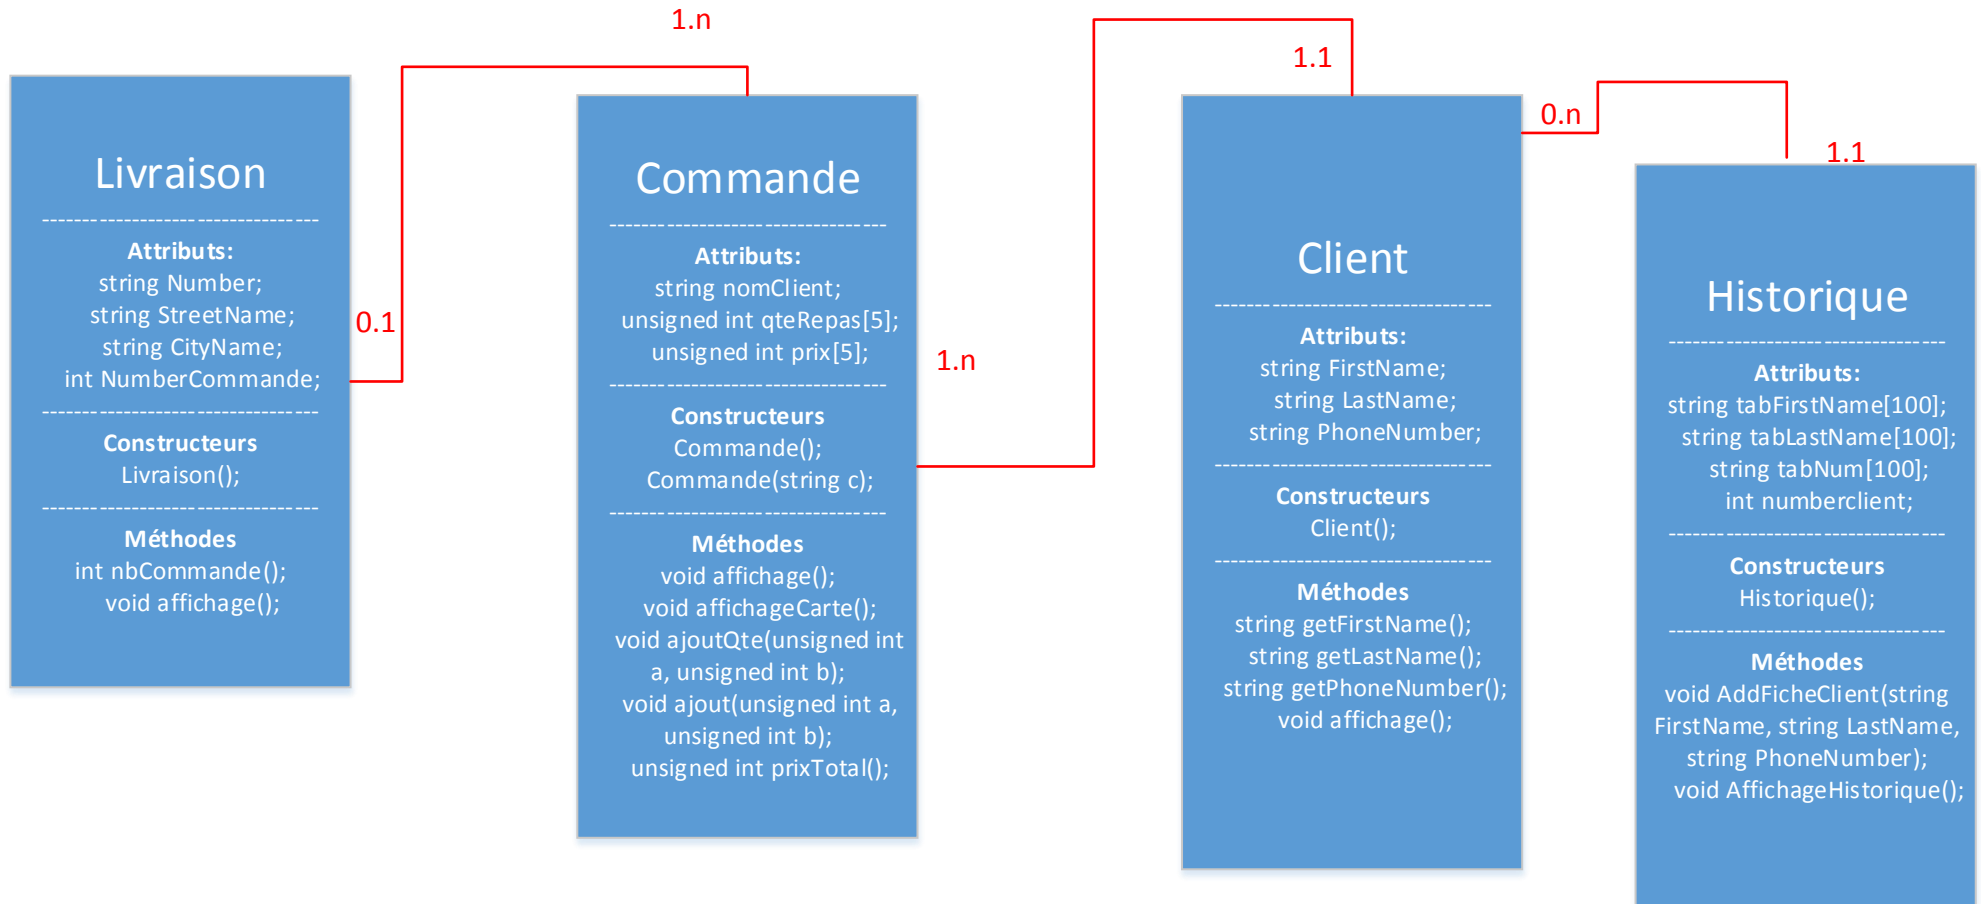 Livraison
-----------------------------------
Attributs:
string Number;
string StreetName;
string CityName;
int NumberCommande;
-----------------------------------
Constructeurs
Livraison();
-----------------------------------
Méthodes
int nbCommande();
void affichage();
0.1
1.n
Commande
-----------------------------------
Attributs:
string nomClient;
unsigned int qteRepas[5];
unsigned int prix[5];
-----------------------------------
Constructeurs
Commande();
Commande(string c);
-----------------------------------
Méthodes
void affichage();
void affichageCarte();
void ajoutQte(unsigned int
a, unsigned int b);
void ajout(unsigned int a,
unsigned int b);
unsigned int prixTotal();
1.n
1.1
Client
-----------------------------------
Attributs:
string FirstName;
string LastName;
string PhoneNumber;
-----------------------------------
Constructeurs
Client();
-----------------------------------
Méthodes
string getFirstName();
string getLastName();
string getPhoneNumber();
void affichage();
0.n
1.1
Historique
-----------------------------------
Attributs:
string tabFirstName[100];
string tabLastName[100];
string tabNum[100];
int numberclient;
-----------------------------------
Constructeurs
Historique();
-----------------------------------
Méthodes
void AddFicheClient(string
FirstName, string LastName,
string PhoneNumber);
void AffichageHistorique();